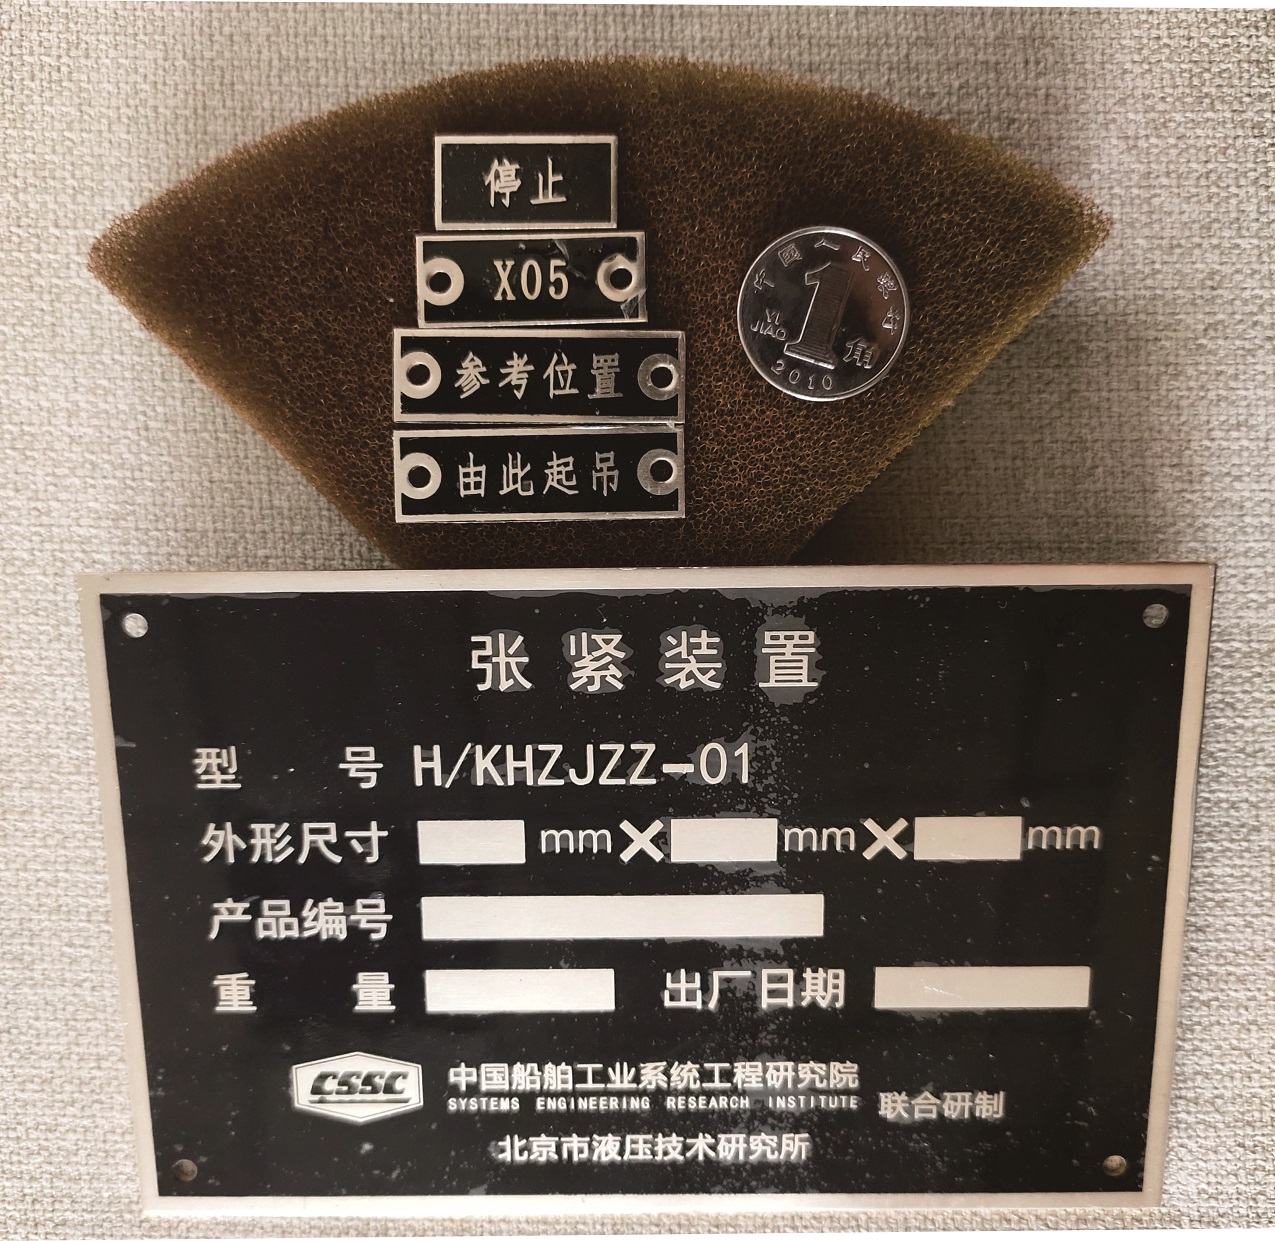 停止
X05
参考位置
由此起吊
中国人民银行
YI JIAO
1
角
2010
张紧装置
型号 H/KHZJZZ-01
外形尺寸 mm×mm×mm
产品编号
重量 出厂日期
CSSC
中国船舶工业系统工程研究院
SYSTEMS ENGINEERING RESEARCH INSTITUTE
联合研制
北京市液压技术研究所